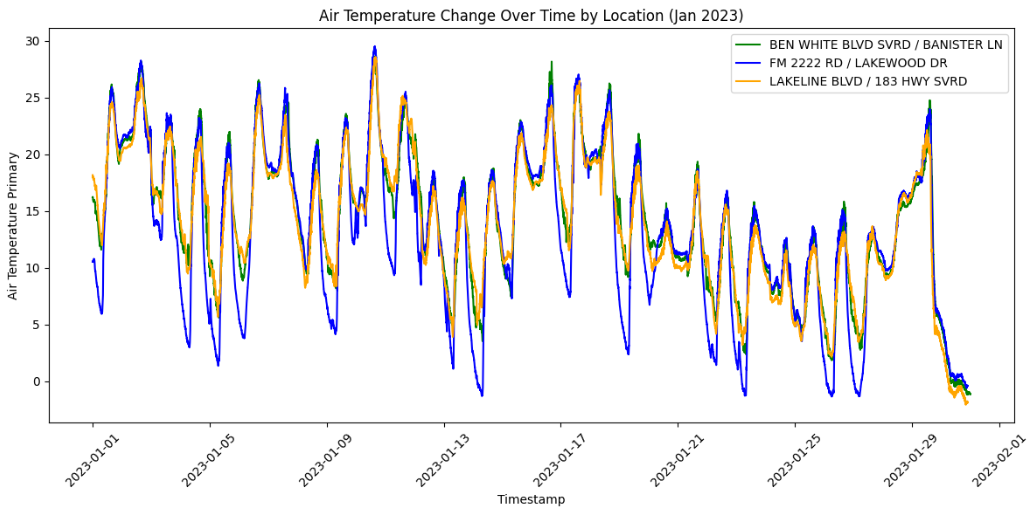 Air Temperature Change Over Time by Location (Jan 2023)
BEN WHITE BLVD SVRD / BANISTER LN
FM 2222 RD / LAKEWOOD DR
LAKELINE BLVD / 183 HWY SVRD
Air Temperature Primary
30
25
20
15
10
5
0
2023-01-01
2023-01-05
2023-01-09
2023-01-13
2023-01-17
2023-01-21
2023-01-25
2023-01-29
2023-02-01
Timestamp